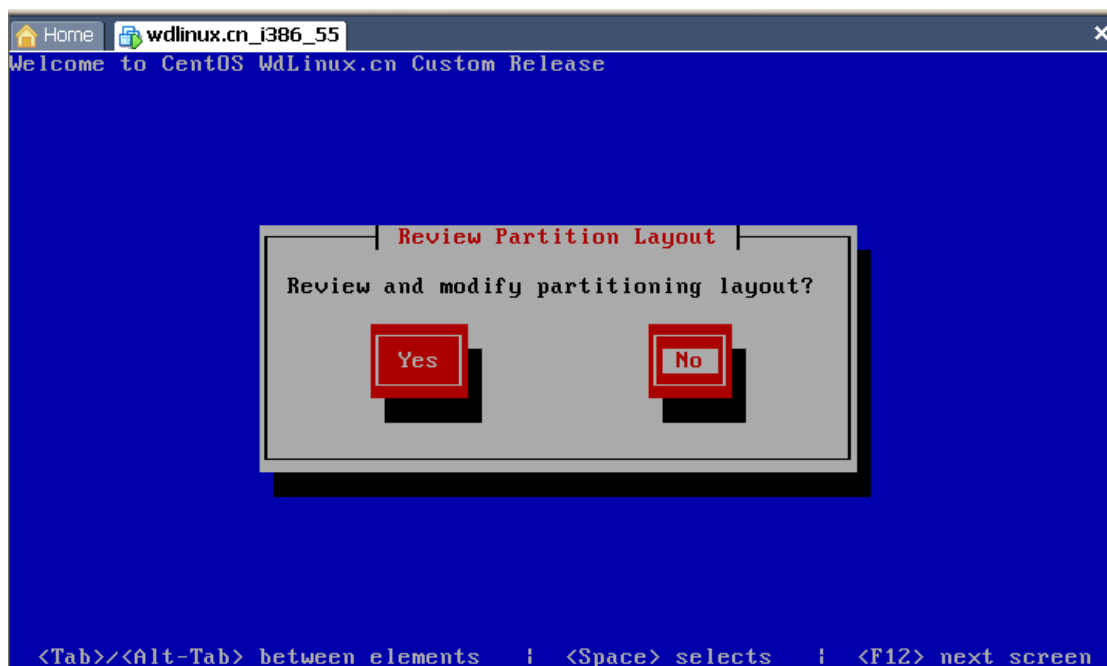 Home wdlinux.cn_i386_55
Welcome to CentOS WdLinux.cn Custom Release
Review Partition Layout
Review and modify partitioning layout?
Yes No
<Tab>/<Alt-Tab> between elements | <Space> selects | <F12> next screen